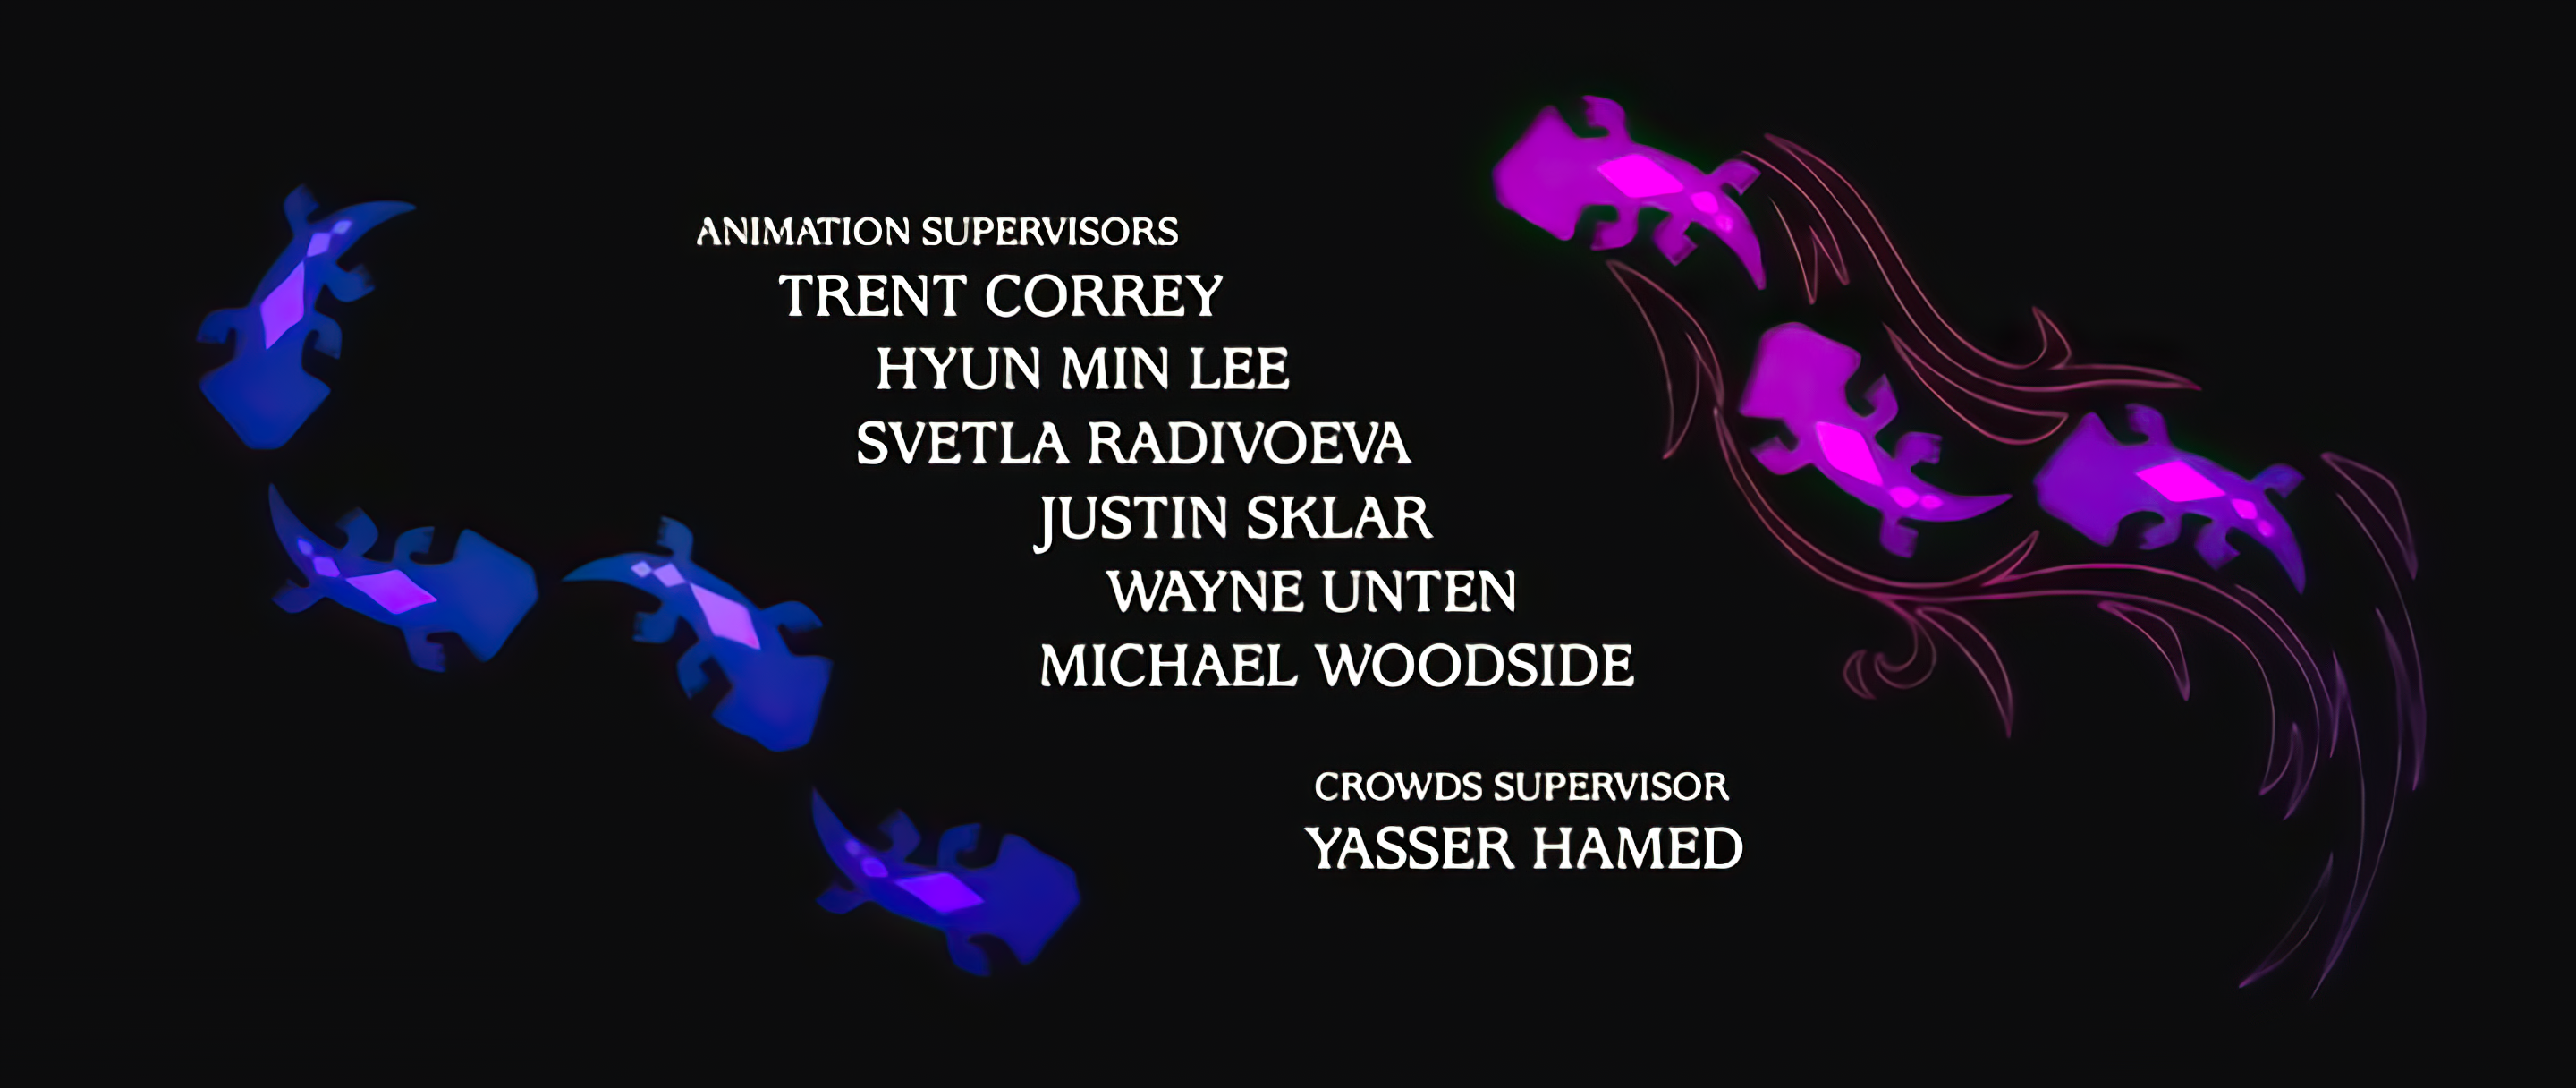 ANIMATION SUPERVISORS
TRENT CORREY
HYUN MIN LEE
SVETLA RADIVOEVA
JUSTIN SKLAR
WAYNE UNTEN
MICHAEL WOODSIDE
CROWDS SUPERVISOR
YASSER HAMED